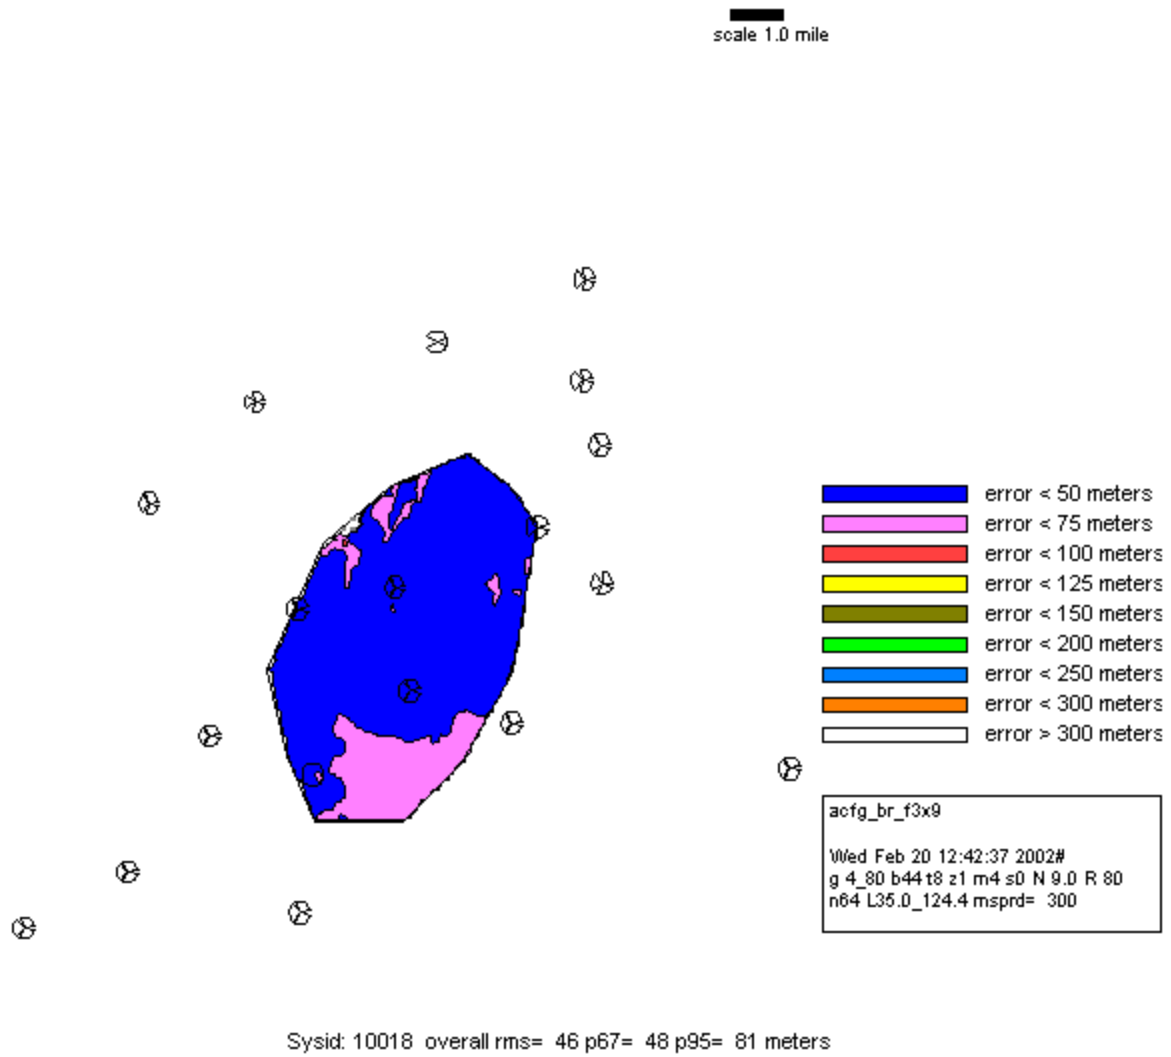 scale 1.0 mile
error < 50 meters
error < 75 meters
error < 100 meters
error < 125 meters
error < 150 meters
error < 200 meters
error < 250 meters
error < 300 meters
error > 300 meters
acfg_br_f3x9
Wed Feb 20 12:42:37 2002#
g 4_80 b44 t8 z1 m4 s0 N 9.0 R 80
n64 L35.0_124.4 msprd= 300
Sysid: 10018 overall rms= 46 p67= 48 p95= 81 meters